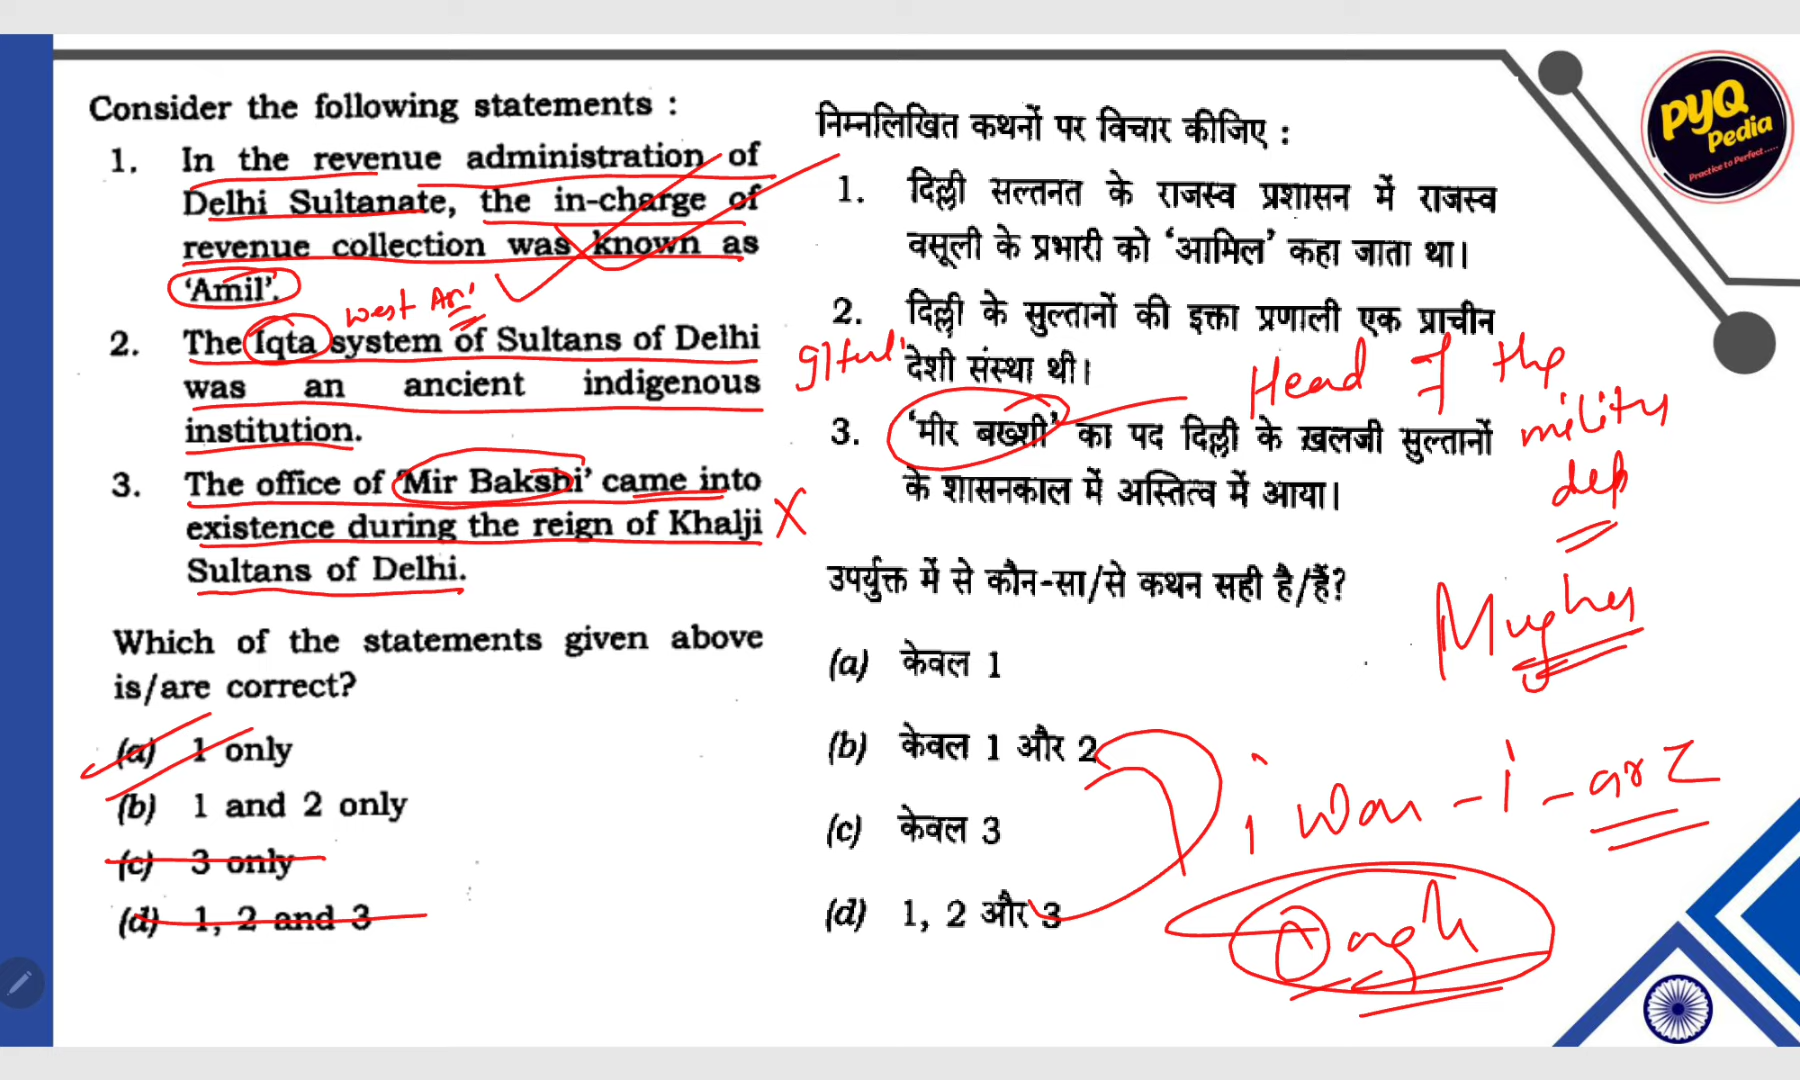 Consider the following statements :
1. In the revenue administration of
Delhi Sultanate, the in-charge of
revenue collection was known as
'Amil'.
west
2. The Iqta system of Sultans of Delhi
was an ancient indigenous
institution.
3. The office of 'Mir Bakshi' came into
existence during the reign of Khalji
Sultans of Delhi.
X
Which of the statements given above
is/are correct?
(a) 1 only
(b) 1 and 2 only
(c) 3 only
(d) 1, 2 and 3
निम्नलिखित कथनों पर विचार कीजिए :
1. दिल्ली सल्तनत के राजस्व प्रशासन में राजस्व
वसूली के प्रभारी को 'आमिल' कहा जाता था।
2. दिल्ली के सुल्तानों की इक्ता प्रणाली एक प्राचीन
देशी संस्था थी।
3. 'मीर बख्शी' का पद दिल्ली के ख़लजी सुल्तानों
के शासनकाल में अस्तित्व में आया।
उपर्युक्त में से कौन-सा/से कथन सही है/हैं?
(a) केवल 1
(b) केवल 1 और 2
(c) केवल 3
(d) 1, 2 और 3
Head of the
mility
dep
Diwan-i-arz
Dagh
PYQ
Pedia
Practice to Perfect.....